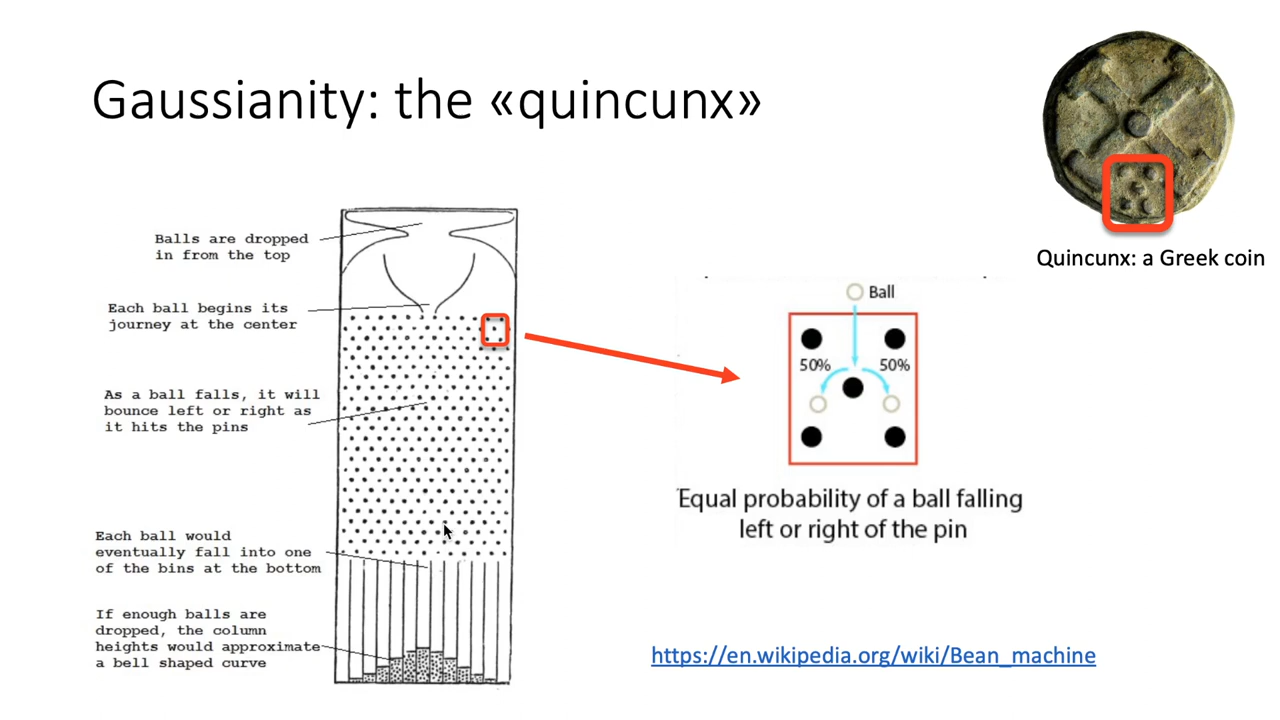 Gaussianity: the «quincunx»
Quincunx: a Greek coin
Balls are dropped
in from the top
Each ball begins its
journey at the center
As a ball falls, it will
bounce left or right as
it hits the pins
Each ball would
eventually fall into one
of the bins at the bottom
If enough balls are
dropped, the column
heights would approximate
a bell shaped curve
Ball
50% 50%
Equal probability of a ball falling
left or right of the pin
https://en.wikipedia.org/wiki/Bean_machine